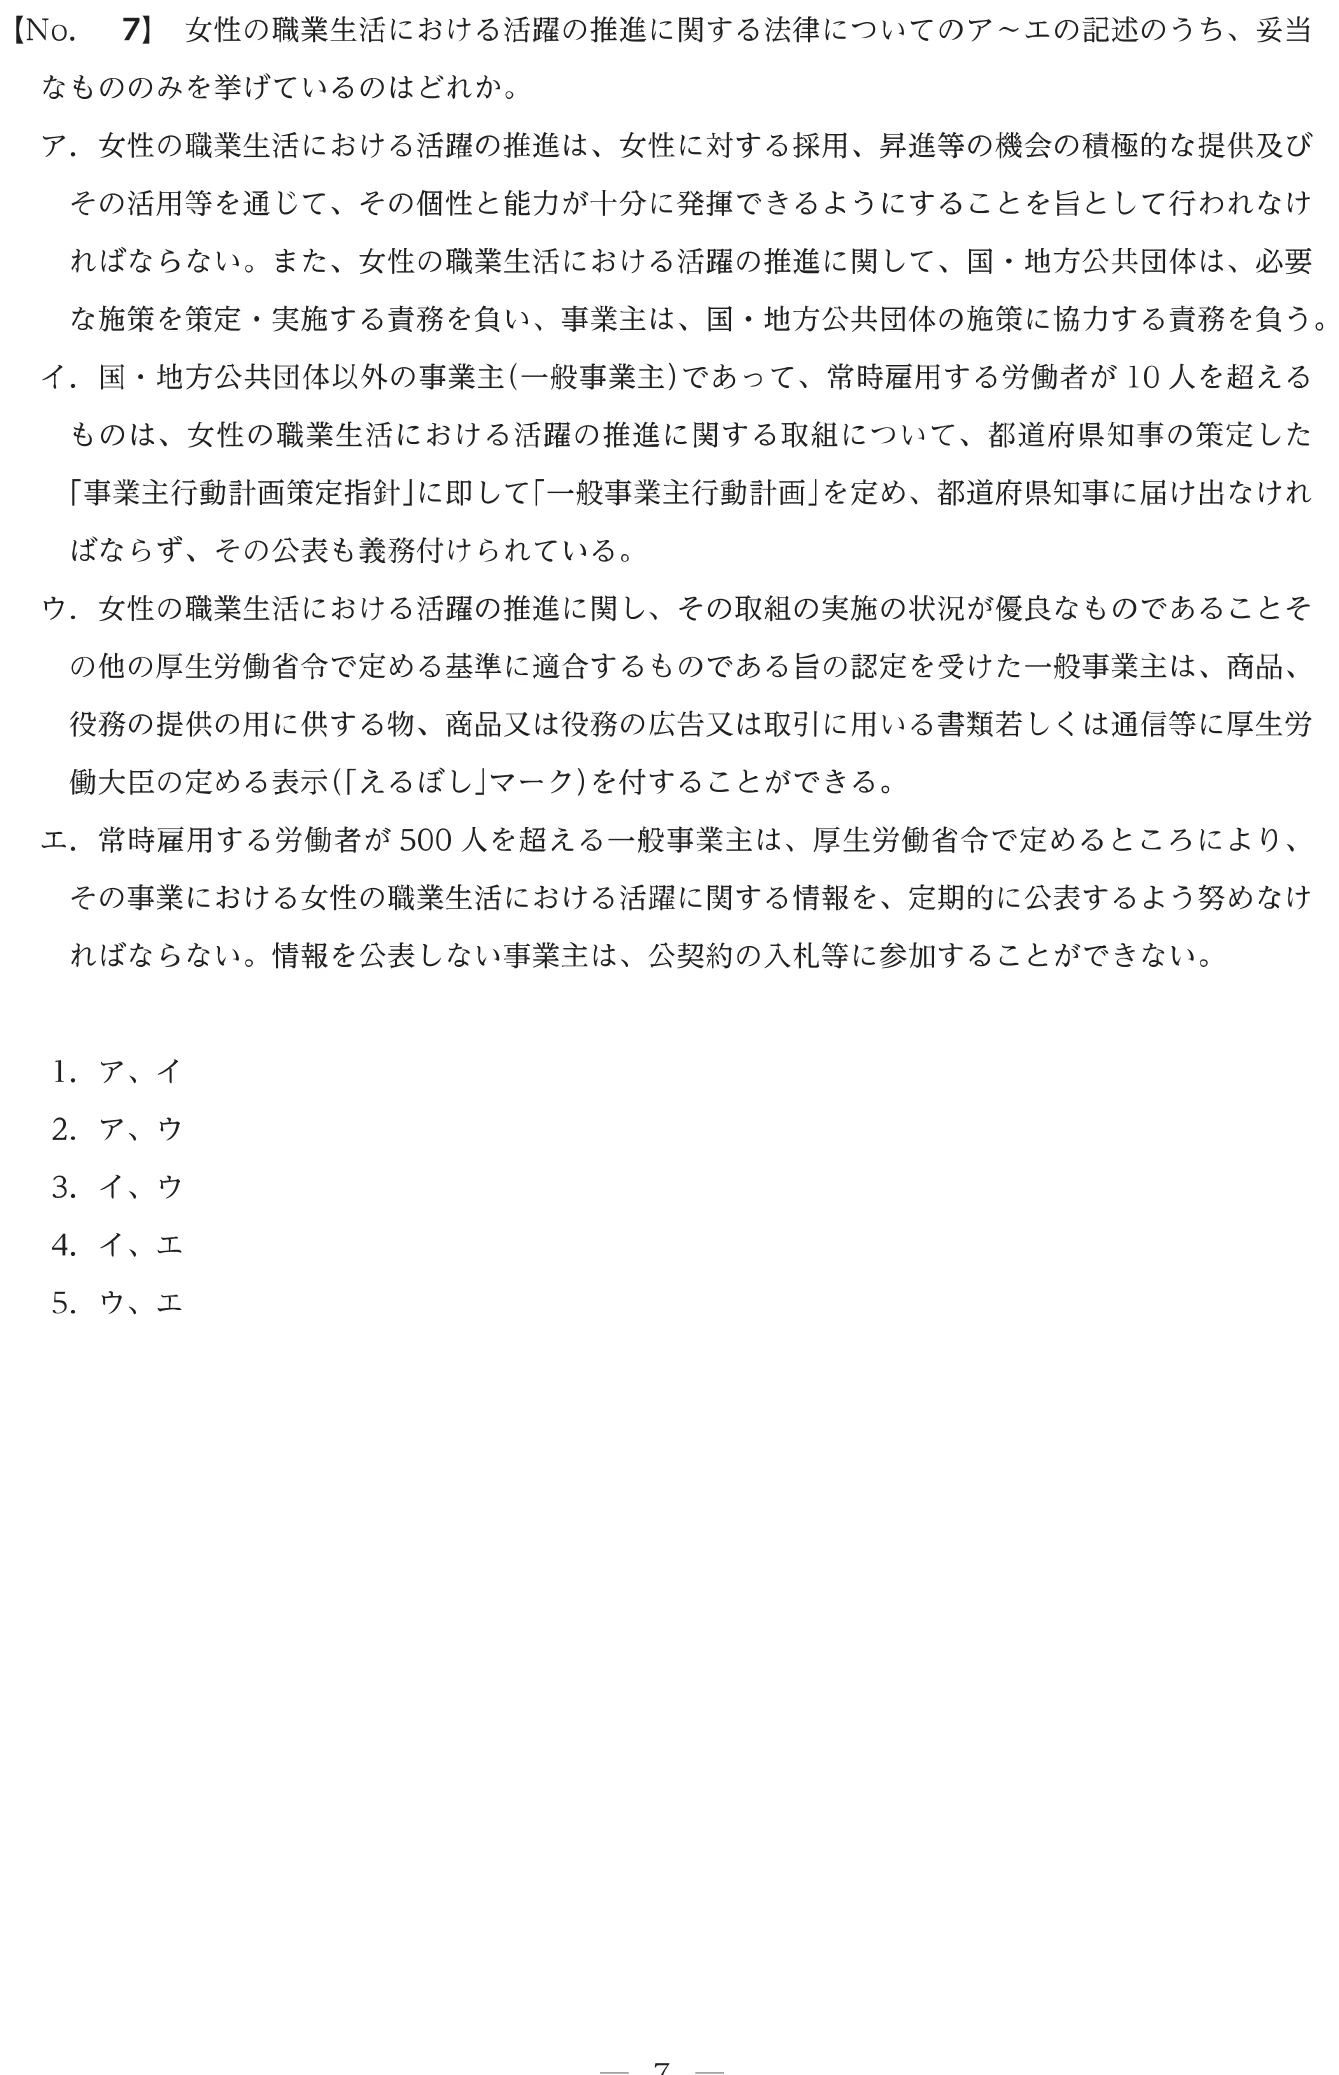 【No.　7】　女性の職業生活における活躍の推進に関する法律についてのア～エの記述のうち、妥当
なもののみを挙げているのはどれか。
ア．女性の職業生活における活躍の推進は、女性に対する採用、昇進等の機会の積極的な提供及び
その活用等を通じて、その個性と能力が十分に発揮できるようにすることを旨として行われなけ
ればならない。また、女性の職業生活における活躍の推進に関して、国・地方公共団体は、必要
な施策を策定・実施する責務を負い、事業主は、国・地方公共団体の施策に協力する責務を負う。
イ．国・地方公共団体以外の事業主(一般事業主)であって、常時雇用する労働者が 10 人を超える
ものは、女性の職業生活における活躍の推進に関する取組について、都道府県知事の策定した
「事業主行動計画策定指針」に即して「一般事業主行動計画」を定め、都道府県知事に届け出なけれ
ばならず、その公表も義務付けられている。
ウ．女性の職業生活における活躍の推進に関し、その取組の実施の状況が優良なものであることそ
の他の厚生労働省令で定める基準に適合するものである旨の認定を受けた一般事業主は、商品、
役務の提供の用に供する物、商品又は役務の広告又は取引に用いる書類若しくは通信等に厚生労
働大臣の定める表示(「えるぼし」マーク)を付することができる。
エ．常時雇用する労働者が 500 人を超える一般事業主は、厚生労働省令で定めるところにより、
その事業における女性の職業生活における活躍に関する情報を、定期的に公表するよう努めなけ
ればならない。情報を公表しない事業主は、公契約の入札等に参加することができない。
1．ア、イ
2．ア、ウ
3．イ、ウ
4．イ、エ
5．ウ、エ
— 7 —